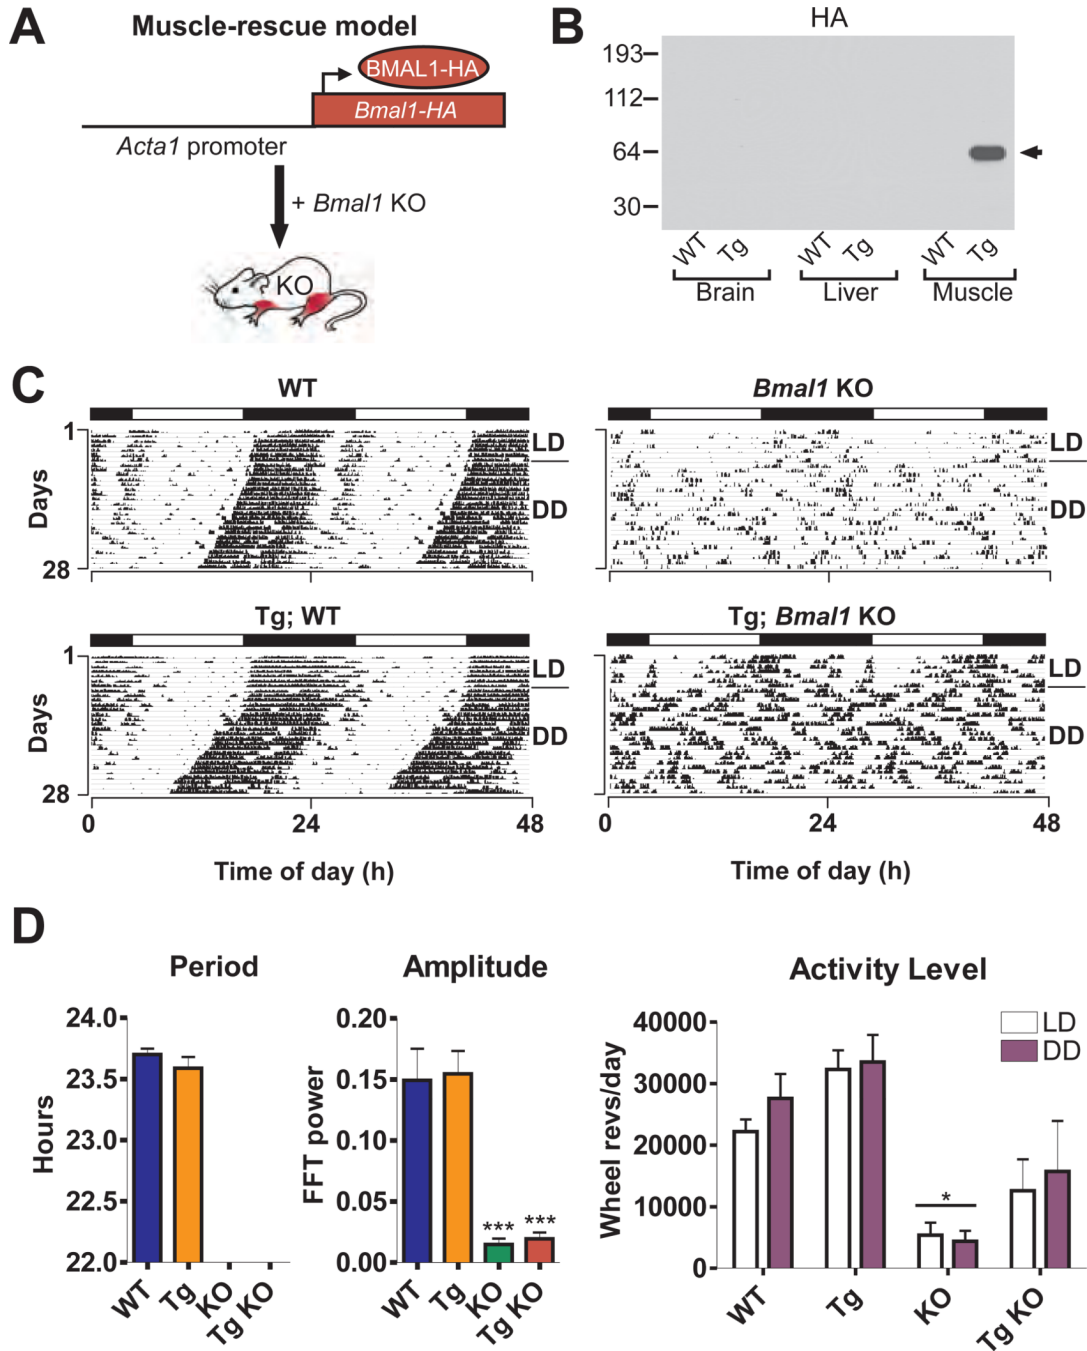 A
Muscle-rescue model
BMAL1-HA
Bmal1-HA
Acta1 promoter
+ Bmal1 KO
KO
B
HA
193
112
64
30
WT Tg WT Tg WT Tg
Brain Liver Muscle
C
WT
1
Days
28
LD
DD
24
Bmal1 KO
LD
DD
24
Tg; WT
1
Days
28
LD
DD
0 24 48
Time of day (h)
Tg; Bmal1 KO
LD
DD
0 24 48
Time of day (h)
D
Period
24.0
23.5
23.0
22.5
22.0
Hours
WT Tg KO Tg KO
Amplitude
0.20
0.15
0.10
0.05
0.00
FFT power
*** ***
WT Tg KO Tg KO
Activity Level
LD
DD
40000
30000
20000
10000
0
Wheel revs/day
*
WT Tg KO Tg KO